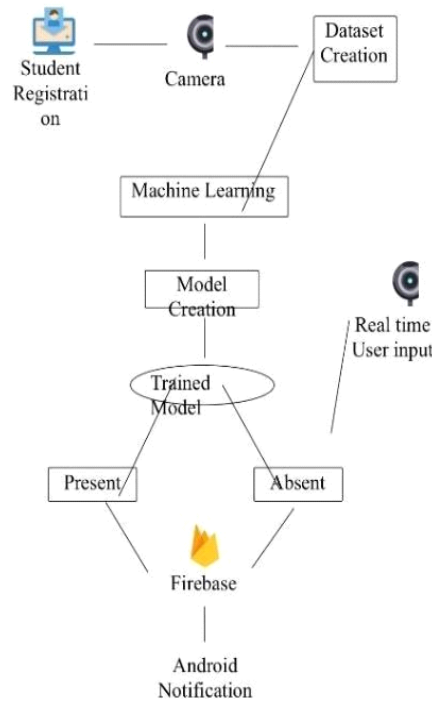 Student
Registrati
on
Camera
Dataset
Creation
Machine Learning
Model
Creation
Real time
User input
Trained
Model
Present
Absent
Firebase
Android
Notification